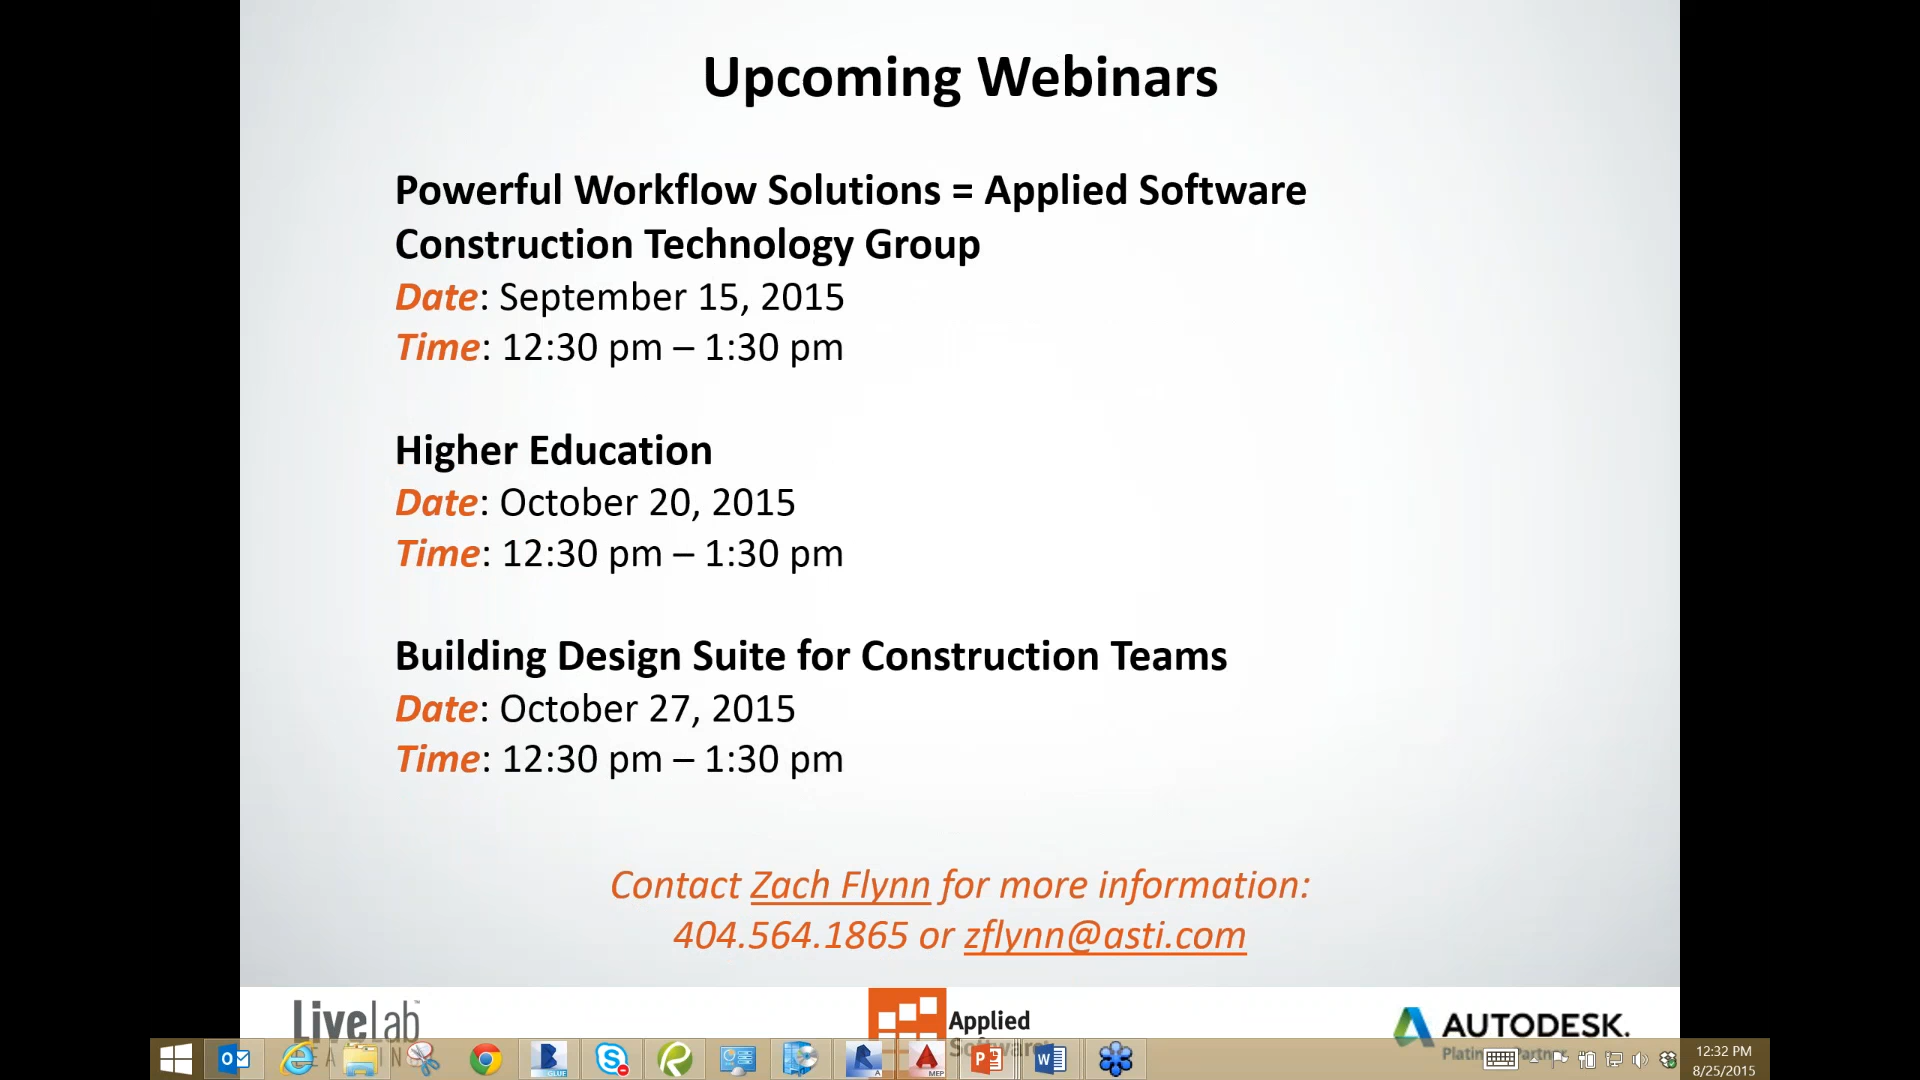 Upcoming Webinars
Powerful Workflow Solutions = Applied Software
Construction Technology Group
Date: September 15, 2015
Time: 12:30 pm – 1:30 pm
Higher Education
Date: October 20, 2015
Time: 12:30 pm – 1:30 pm
Building Design Suite for Construction Teams
Date: October 27, 2015
Time: 12:30 pm – 1:30 pm
Contact Zach Flynn for more information:
404.564.1865 or zflynn@asti.com
LiveLab™
Applied
Software
AUTODESK.
12:32 PM
8/25/2015